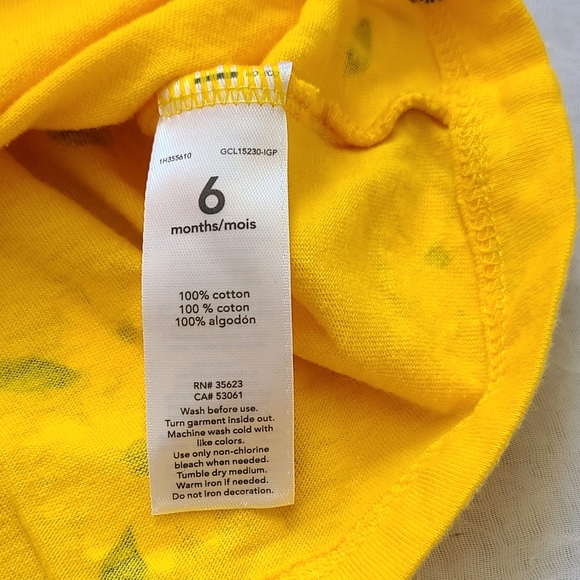 1H355610 GCL15230-IGP
6
months/mois
100% cotton
100 % coton
100% algodón
RN# 35623
CA# 53061
Wash before use.
Turn garment inside out.
Machine wash cold with
like colors.
Use only non-chlorine
bleach when needed.
Tumble dry medium.
Warm iron if needed.
Do not Iron decoration.